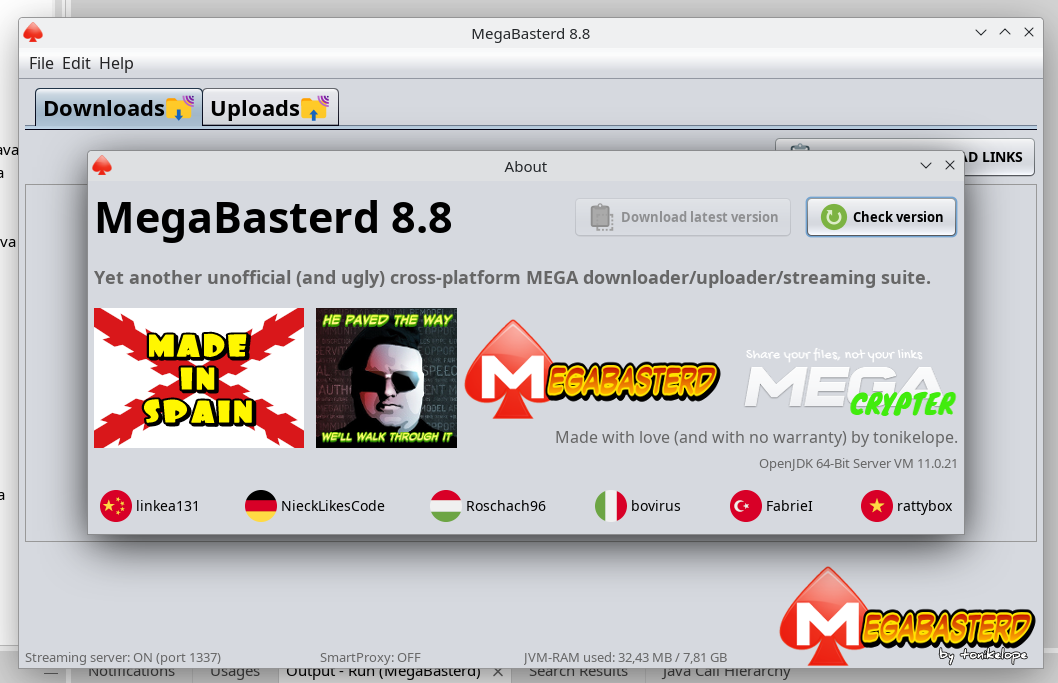 MegaBasterd 8.8
File Edit Help
Downloads Uploads
AD LINKS
About
MegaBasterd 8.8
Download latest version
Check version
Yet another unofficial (and ugly) cross-platform MEGA downloader/uploader/streaming suite.
MADE
IN
SPAIN
HE PAVED THE WAY
WE'LL WALK THROUGH IT
MEGABASTERD
Share your files, not your links
MEGA
CRYPTER
Made with love (and with no warranty) by tonikelope.
OpenJDK 64-Bit Server VM 11.0.21
linkea131 NieckLikesCode Roschach96 bovirus FabrieI rattybox
MEGABASTERD
by tonikelope
Streaming server: ON (port 1337) SmartProxy: OFF JVM-RAM used: 32,43 MB / 7,81 GB
Notifications Usages Output - Run (MegaBasterd) Search Results Java Call Hierarchy